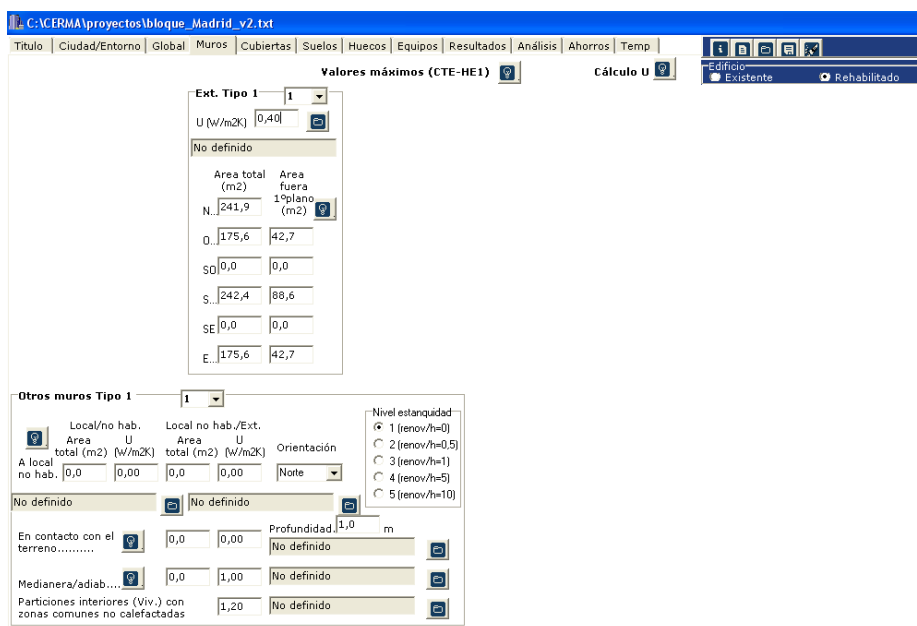 C:\CERMA\proyectos\bloque_Madrid_v2.txt
Titulo Ciudad/Entorno Global Muros Cubiertas Suelos Huecos Equipos Resultados Análisis Ahorros Temp
Edificio
Existente Rehabilitado
Valores máximos (CTE-HE1) Cálculo U
Ext. Tipo 1 1
U (W/m2K) 0,40
No definido
Area total (m2) Area fuera 1ºplano (m2)
N... 241,9
O... 175,6 42,7
SO 0,0 0,0
S... 242,4 88,6
SE 0,0 0,0
E... 175,6 42,7
Otros muros Tipo 1 1
Local/no hab. Local no hab./Ext.
Area total (m2) U (W/m2K) Area total (m2) U (W/m2K) Orientación
A local no hab. 0,0 0,00 0,0 0,00 Norte
Nivel estanquidad
1 (renov/h=0)
2 (renov/h=0,5)
3 (renov/h=1)
4 (renov/h=5)
5 (renov/h=10)
No definido No definido
Profundidad. 1,0 m
En contacto con el terreno.......... 0,0 0,00 No definido
Medianera/adiab.... 0,0 1,00 No definido
Particiones interiores (Viv.) con zonas comunes no calefactadas 1,20 No definido